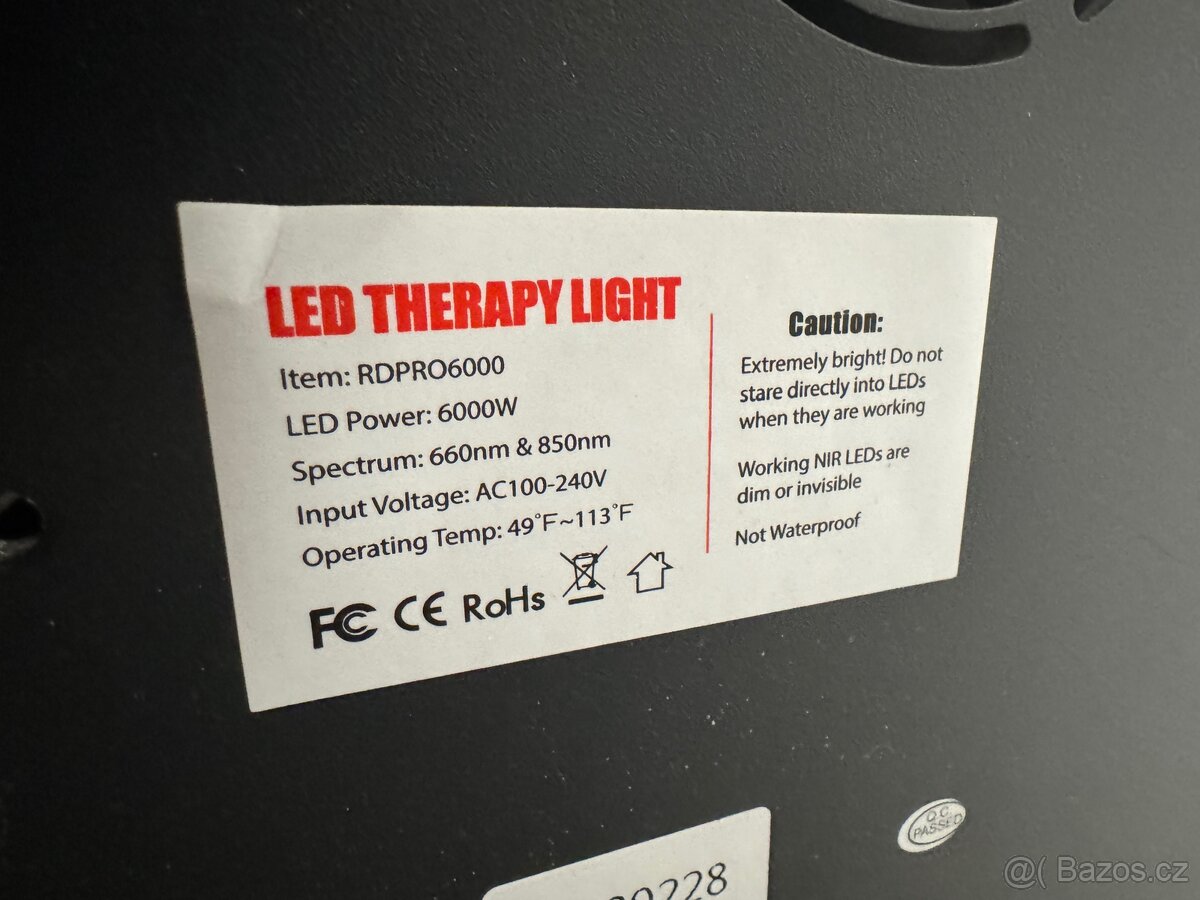 LED THERAPY LIGHT
Item: RDPRO6000
LED Power: 6000W
Spectrum: 660nm & 850nm
Input Voltage: AC100-240V
Operating Temp: 49°F~113°F
FC CE RoHs
Caution:
Extremely bright! Do not
stare directly into LEDs
when they are working
Working NIR LEDs are
dim or invisible
Not Waterproof
QC
PASSED
@( Bazos.cz